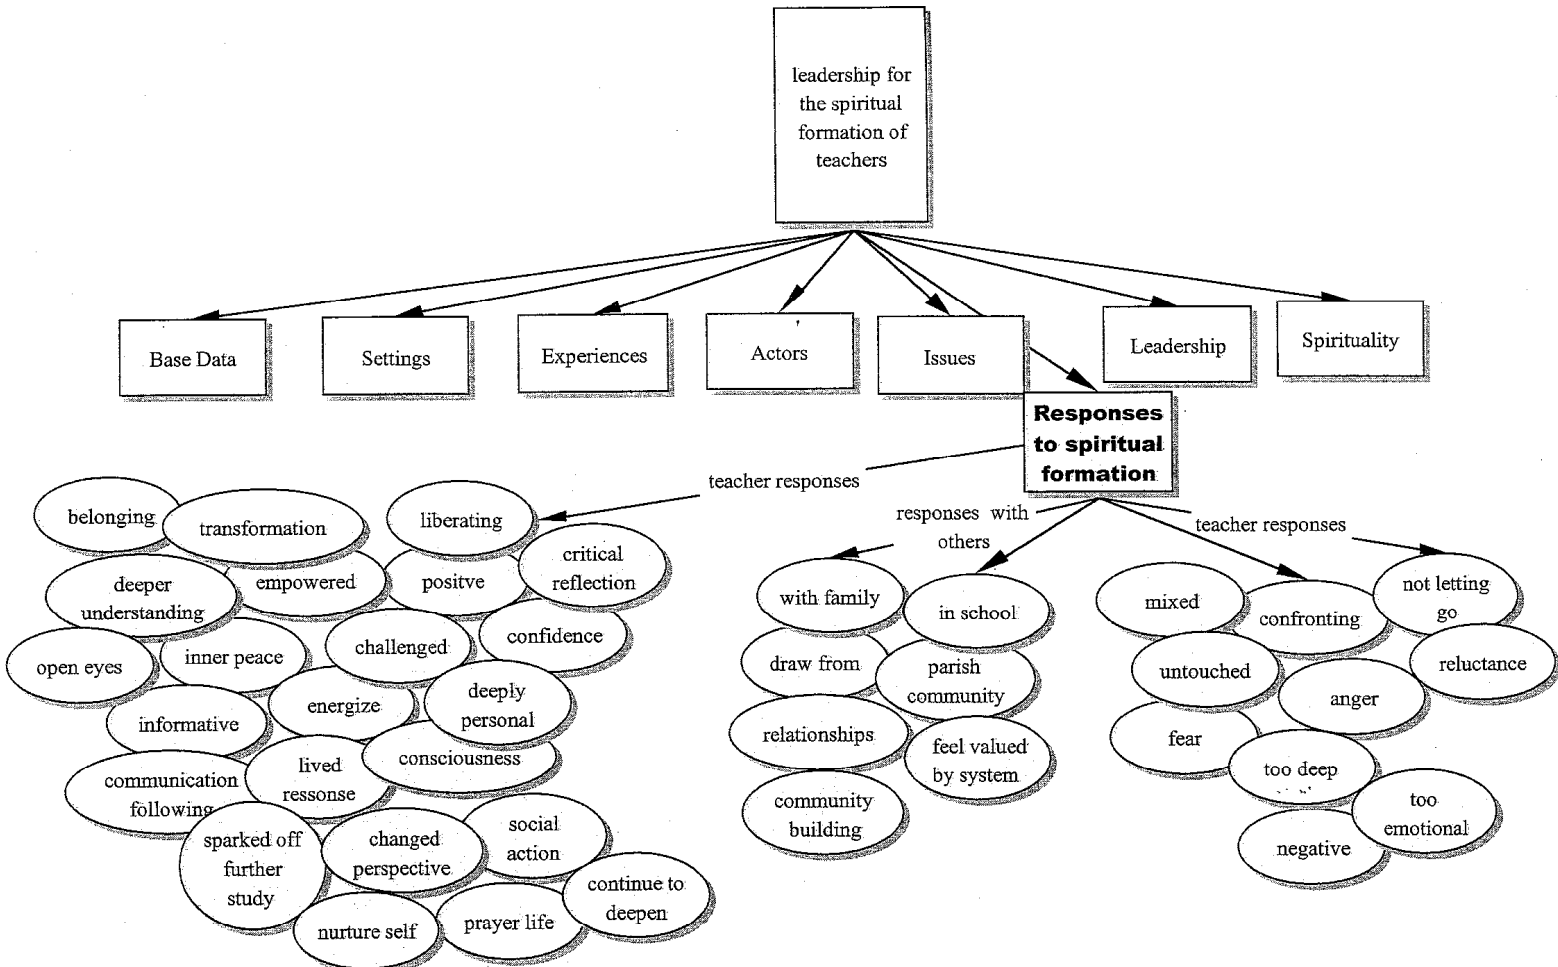 leadership for
the spiritual
formation of
teachers
Base Data
Settings
Experiences
Actors
Issues
Leadership
Spirituality
Responses
to spiritual
formation
teacher responses
responses with
others
teacher responses
belonging
transformation
liberating
critical
reflection
deeper
understanding
empowered
positve
open eyes
inner peace
challenged
confidence
informative
energize
deeply
personal
communication
following
lived
ressonse
consciousness
sparked off
further
study
changed
perspective
social
action
nurture self
prayer life
continue to
deepen
with family
in school
draw from
parish
community
relationships
feel valued
by system
community
building
mixed
confronting
not letting
go
untouched
anger
reluctance
fear
too deep
too
emotional
negative